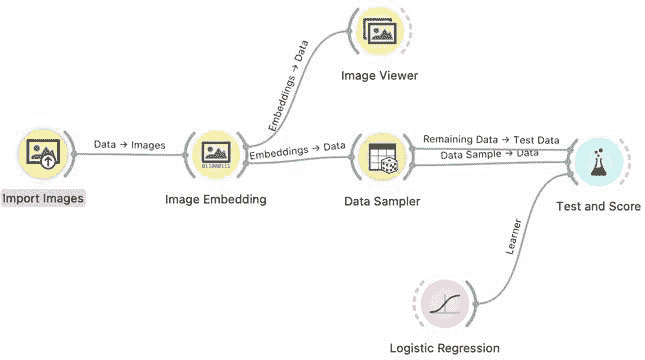 Embeddings → Data
Image Viewer
Data → Images
Embeddings → Data
Remaining Data → Test Data
Data Sample → Data
Import Images
011000111
Image Embedding
Data Sampler
Test and Score
Learner
Logistic Regression